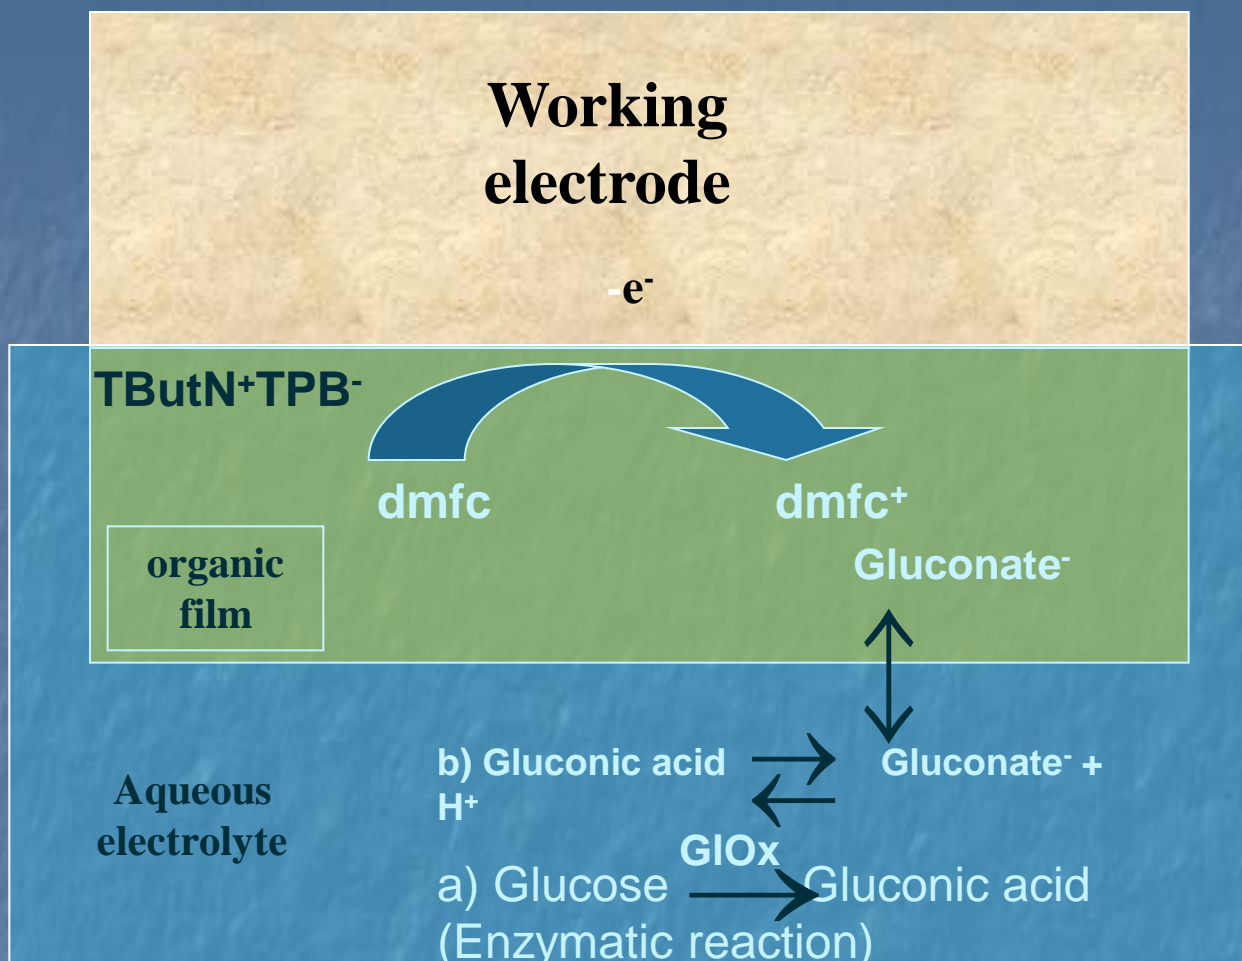 Working
electrode
-e⁻
TButN⁺TPB⁻
dmfc dmfc⁺
Gluconate⁻
organic
film
b) Gluconic acid Gluconate⁻ +
H⁺
Aqueous
electrolyte
GlOx
a) Glucose Gluconic acid
(Enzymatic reaction)